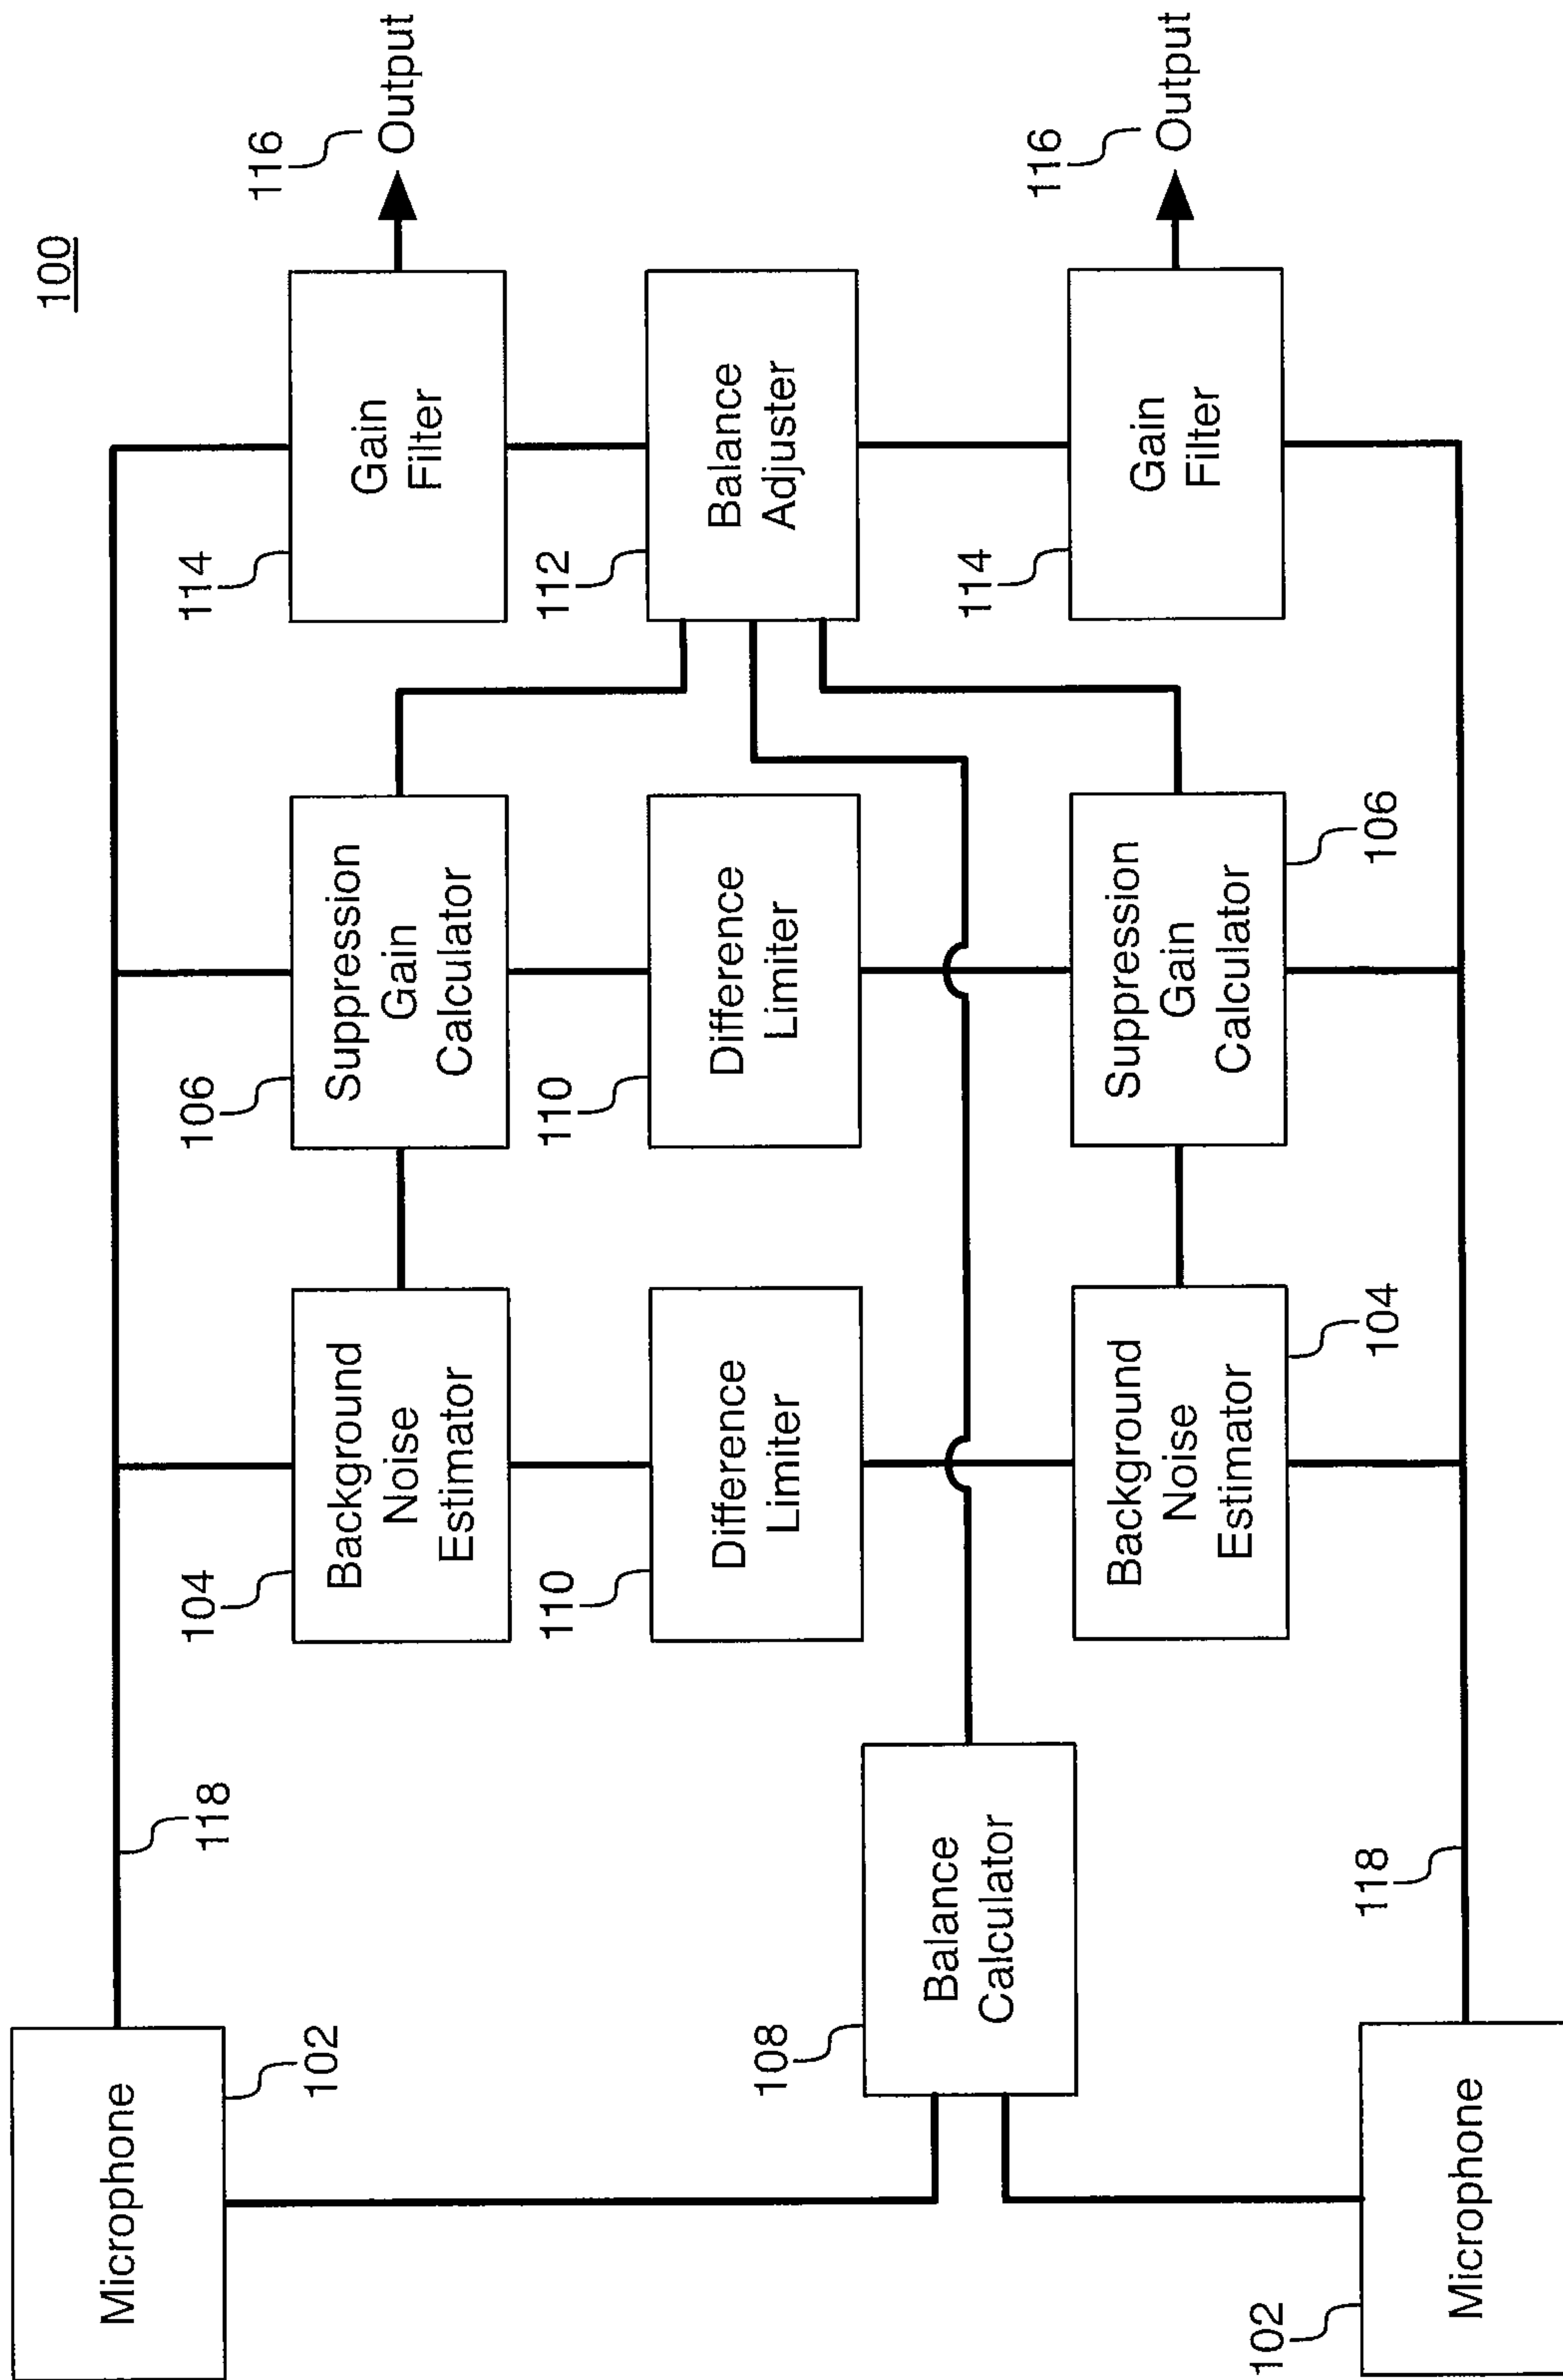 100
Microphone
102
118
Background
Noise
Estimator
104
Suppression
Gain
Calculator
106
Gain
Filter
114
116
Output
Balance
Calculator
108
Difference
Limiter
110
Difference
Limiter
110
Balance
Adjuster
112
Microphone
102
118
Background
Noise
Estimator
104
Suppression
Gain
Calculator
106
Gain
Filter
114
116
Output